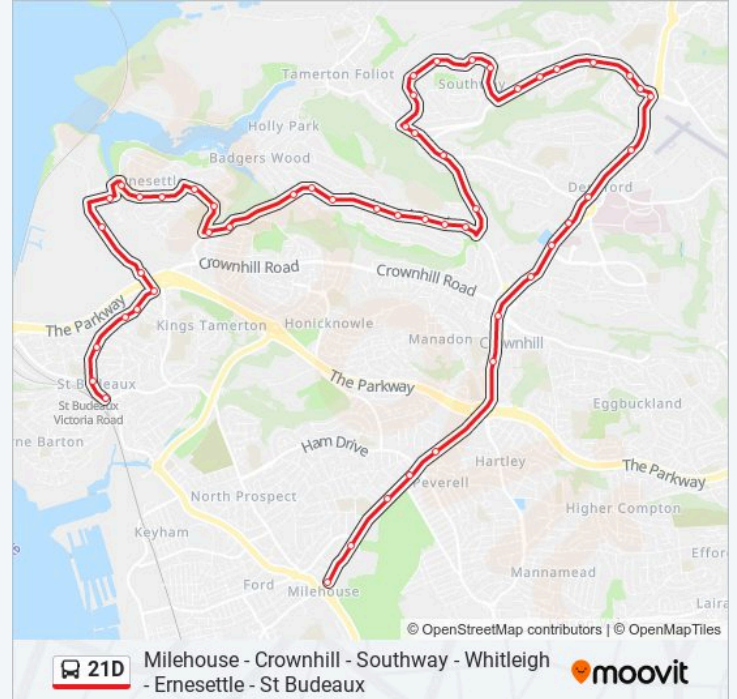 Tamerton Foliot
Southway
Holly Park
Badgers Wood
Ernesettle
Derriford
Crownhill Road
Crownhill Road
The Parkway
Kings Tamerton
Honicknowle
Manadon
Crownhill
The Parkway
St Budeaux
St Budeaux
Victoria Road
Eggbuckland
ne Barton
Ham Drive
Hartley
The Parkway
Peverell
North Prospect
Higher Compton
Keyham
Effor
Ford
Milehouse
Mannamead
Laira
© OpenStreetMap contributors | © OpenMapTiles
21D
Milehouse - Crownhill - Southway - Whitleigh
- Ernesettle - St Budeaux
moovit